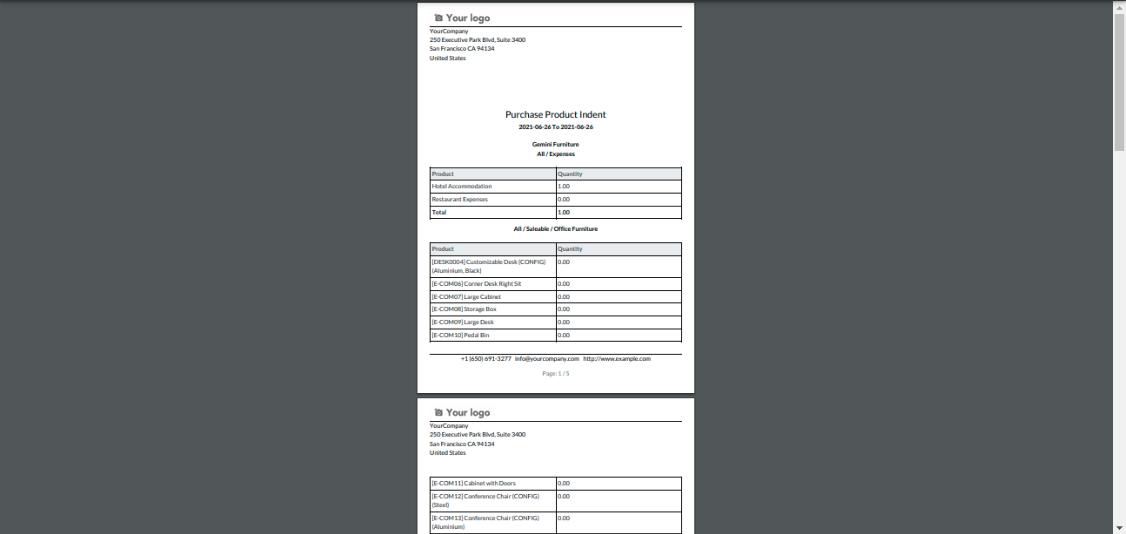 Your logo
YourCompany
250 Executive Park Blvd, Suite 3400
San Francisco CA 94134
United States
Purchase Product Indent
2021-06-26 To 2021-06-26
Gemini Furniture
All / Expenses
Product Quantity
Hotel Accommodation 1.00
Restaurant Expenses 0.00
Total 1.00
All / Saleable / Office Furniture
Product Quantity
[DESK0004] Customizable Desk (CONFIG) 0.00
(Aluminium, Black)
[E-COM06] Corner Desk Right Sit 0.00
[E-COM07] Large Cabinet 0.00
[E-COM08] Storage Box 0.00
[E-COM09] Large Desk 0.00
[E-COM10] Pedal Bin 0.00
+1 (650) 691-3277 info@yourcompany.com http://www.example.com
Page: 1 / 5
Your logo
YourCompany
250 Executive Park Blvd, Suite 3400
San Francisco CA 94134
United States
[E-COM11] Cabinet with Doors 0.00
[E-COM12] Conference Chair (CONFIG) 0.00
(Steel)
[E-COM13] Conference Chair (CONFIG) 0.00
(Aluminium)